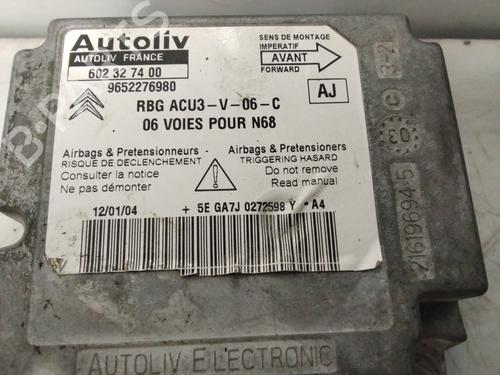 Autoliv
AUTOLIV FRANCE
602 32 74 00
9652276980
SENS DE MONTAGE
IMPERATIF
AVANT
FORWARD
AJ
RBG ACU3-V-06-C
06 VOIES POUR N68
Airbags & Pretensionneurs
RISQUE DE DECLENCHEMENT
Consulter la notice
Ne pas démonter
Airbags & Pretensioners
TRIGGERING HASARD
Do not remove
Read manual
12/01/04
+ 5E GA7J 0272598 Y - A4
21619694.5
AUTOLIV ELECTRONIC